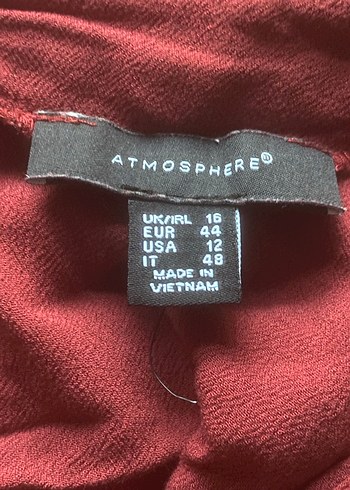 ATMOSPHERE®
UK/IRL 16
EUR 44
USA 12
IT 48
MADE IN
VIETNAM